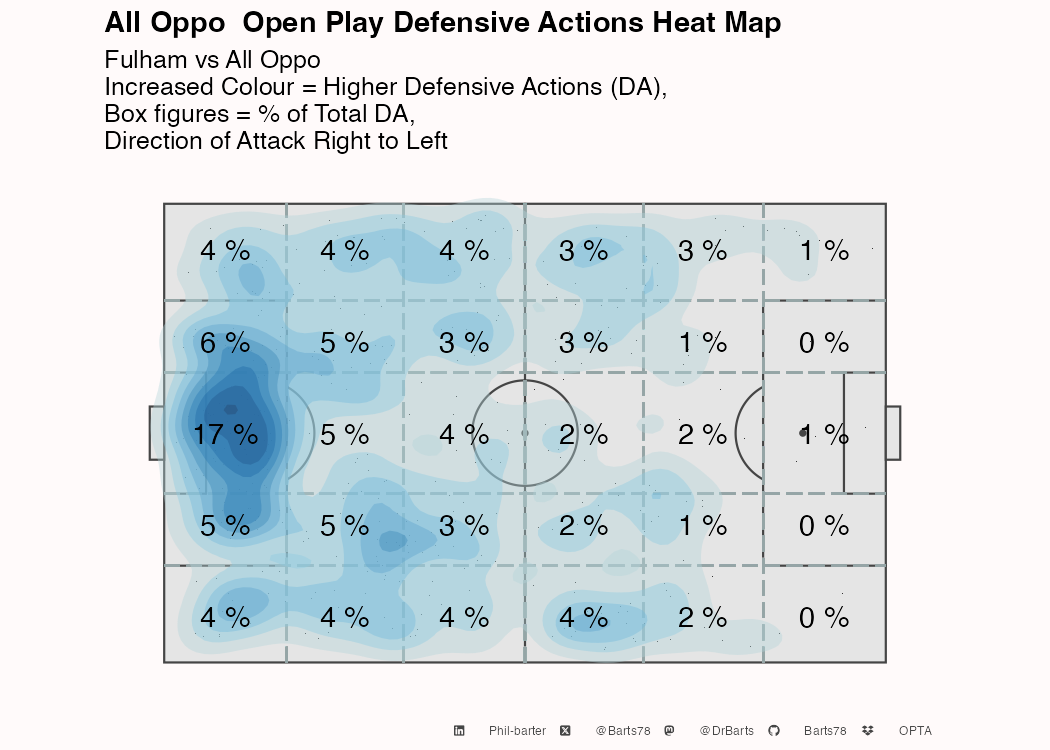 All Oppo  Open Play Defensive Actions Heat Map
Fulham vs All Oppo
Increased Colour = Higher Defensive Actions (DA),
Box figures = % of Total DA,
Direction of Attack Right to Left
4 % 4 % 4 % 3 % 3 % 1 %
6 % 5 % 3 % 3 % 1 % 0 %
17 % 5 % 4 % 2 % 2 % 1 %
5 % 5 % 3 % 2 % 1 % 0 %
4 % 4 % 4 % 4 % 2 % 0 %
Phil-barter @Barts78 @DrBarts Barts78 OPTA